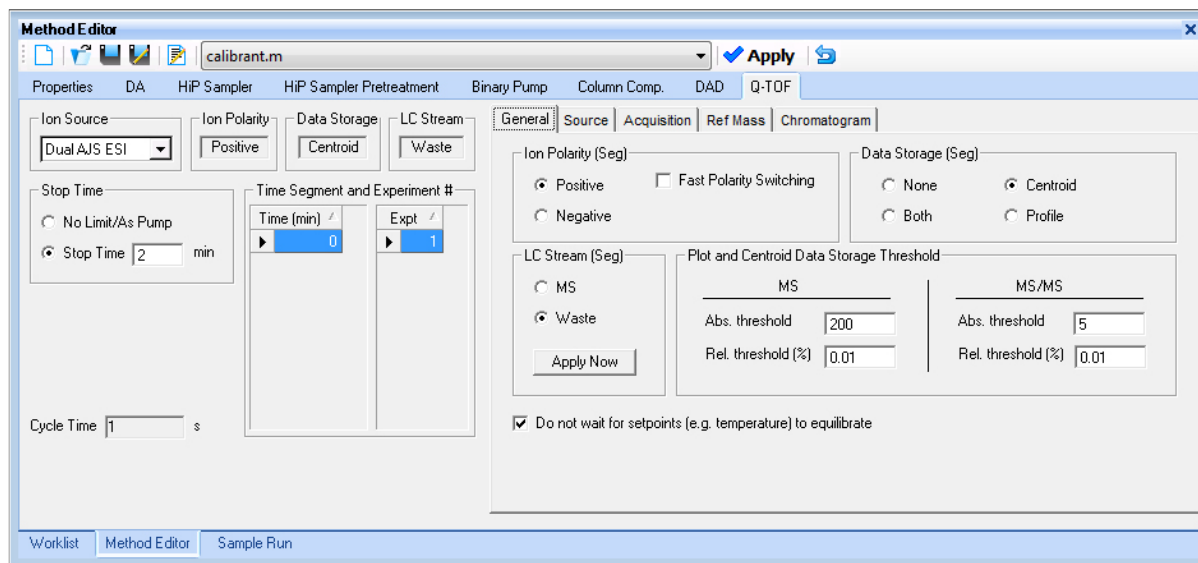 Method Editor
calibrant.m Apply
Properties DA HiP Sampler HiP Sampler Pretreatment Binary Pump Column Comp. DAD Q-TOF
Ion Source Ion Polarity Data Storage LC Stream
Dual AJS ESI Positive Centroid Waste
Stop Time
No Limit/As Pump
Stop Time 2 min
Time Segment and Experiment #
Time (min) Expt
0 1
Cycle Time 1 s
General Source Acquisition Ref Mass Chromatogram
Ion Polarity (Seg)
Positive Fast Polarity Switching
Negative
Data Storage (Seg)
None Centroid
Both Profile
LC Stream (Seg)
MS
Waste
Apply Now
Plot and Centroid Data Storage Threshold
MS MS/MS
Abs. threshold 200 Abs. threshold 5
Rel. threshold (%) 0.01 Rel. threshold (%) 0.01
Do not wait for setpoints (e.g. temperature) to equilibrate
Worklist Method Editor Sample Run